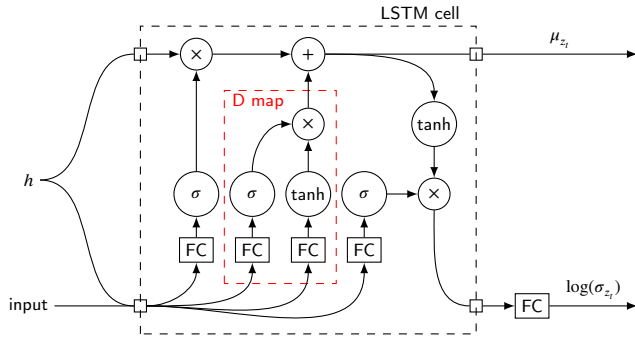 LSTM cell
× + μ_{z_t}
D map
× tanh
h σ σ tanh σ ×
FC FC FC FC
input FC log(σ_{z_t})